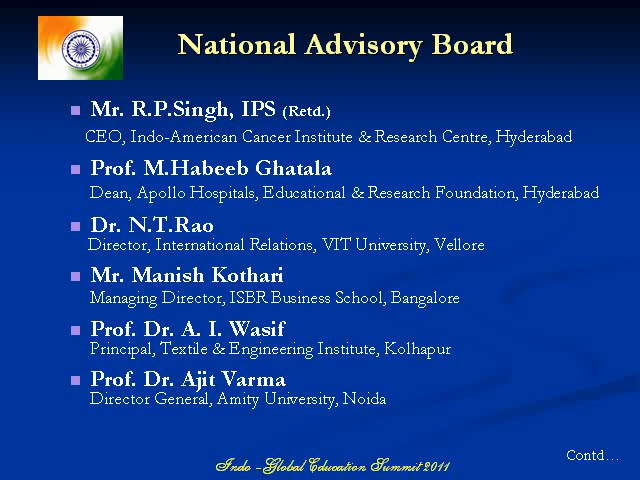 National Advisory Board
Mr. R.P.Singh, IPS (Retd.)
CEO, Indo-American Cancer Institute & Research Centre, Hyderabad
Prof. M.Habeeb Ghatala
Dean, Apollo Hospitals, Educational & Research Foundation, Hyderabad
Dr. N.T.Rao
Director, International Relations, VIT University, Vellore
Mr. Manish Kothari
Managing Director, ISBR Business School, Bangalore
Prof. Dr. A. I. Wasif
Principal, Textile & Engineering Institute, Kolhapur
Prof. Dr. Ajit Varma
Director General, Amity University, Noida
Contd…
Indo - Global Education Summit 2011